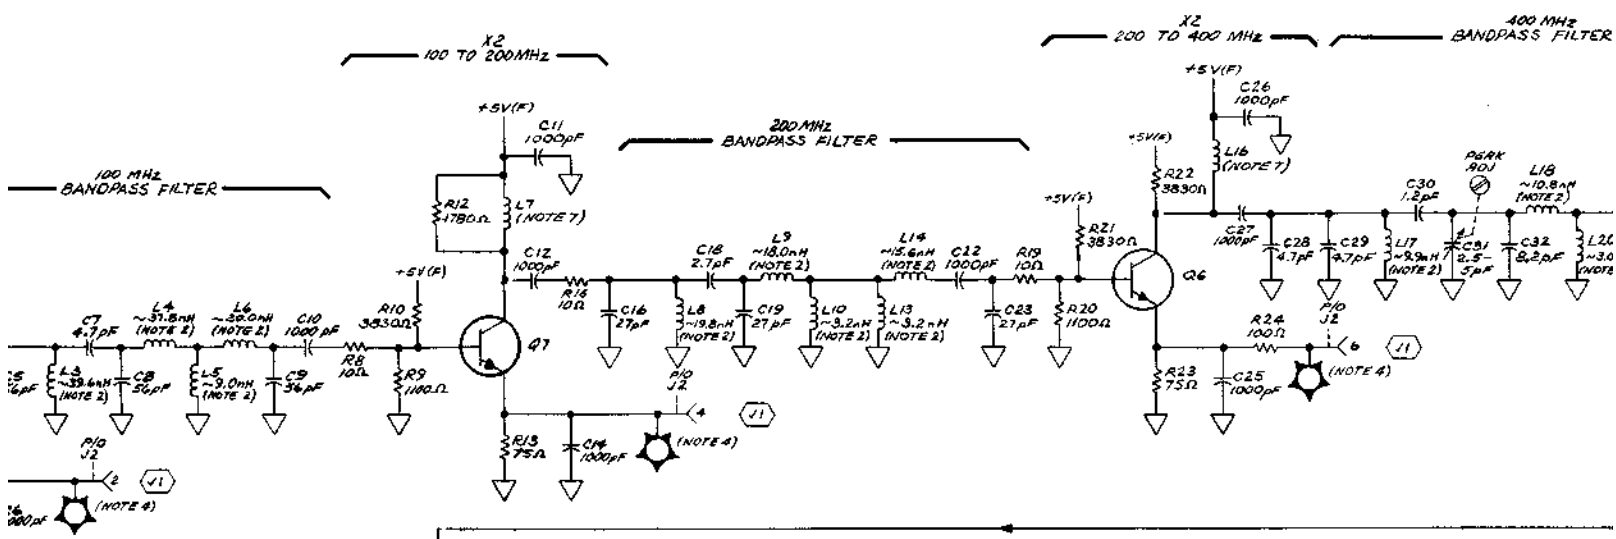 X2
100 TO 200MHz
X2
200 TO 400 MHz
400 MHz
BANDPASS FILTER
200 MHz
BANDPASS FILTER
100 MHz
BANDPASS FILTER
+5V(F)
C11
1000pF
R12
1780Ω
L7
(NOTE 7)
C12
1000pF
R16
10Ω
+5V(F)
R10
3830Ω
C7
4.7pF
L4
(NOTE 2)
L6
~30.0nH
(NOTE 2)
C10
1000pF
R8
10Ω
R9
1100Ω
Q7
L3
~39.6nH
(NOTE 2)
C8
56pF
L5
~9.0nH
(NOTE 2)
C9
56pF
R13
75Ω
C14
1000pF
P/O
J2
4
J1
(NOTE 4)
P/O
J2
2
J1
(NOTE 4)
000pF
C16
27pF
L8
~19.8nH
(NOTE 2)
C18
2.7pF
C19
27pF
L9
~18.0nH
(NOTE 2)
L10
~3.2nH
(NOTE 2)
L13
~3.2nH
(NOTE 2)
L14
~15.6nH
(NOTE 2)
C22
1000pF
C23
27pF
R19
10Ω
R20
1100Ω
+5V(F)
R21
3830Ω
+5V(F)
R22
3830Ω
Q6
+5V(F)
C26
1000pF
L16
(NOTE 7)
C27
1000pF
C28
4.7pF
C29
4.7pF
L17
~9.9nH
(NOTE 2)
C30
1.2pF
PEAK
ADJ
C31
2.5-
5pF
C32
8.2pF
L18
~10.8nH
(NOTE 2)
L20
~3.0
(NOTE
R23
75Ω
C25
1000pF
R24
100Ω
P/O
J2
6
J1
(NOTE 4)